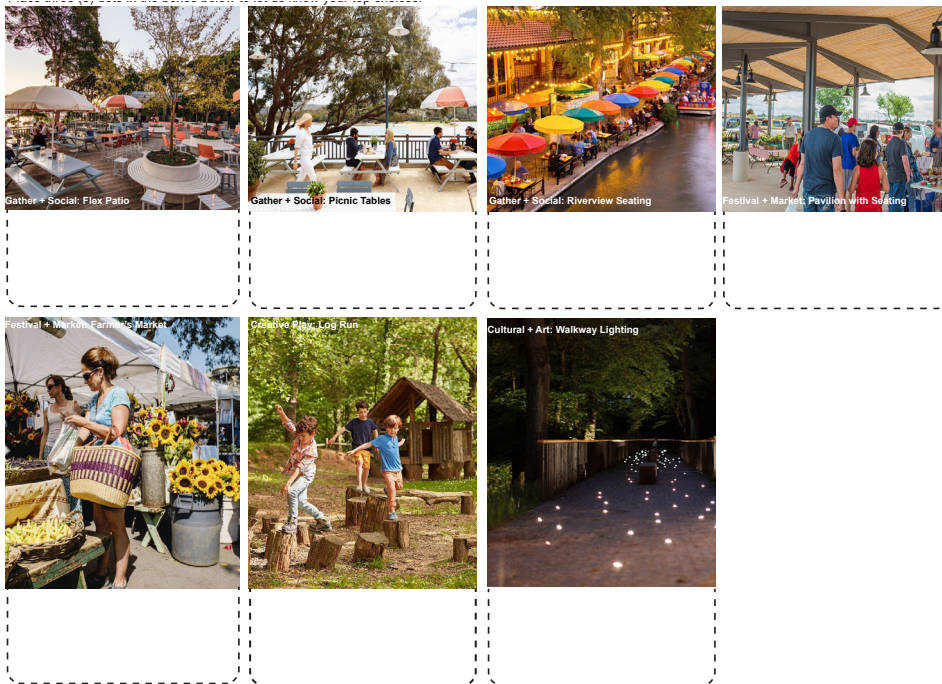 Gather + Social: Flex Patio
Gather + Social: Picnic Tables
Gather + Social: Riverview Seating
Festival + Market: Pavilion with Seating
Festival + Market: Farmer's Market
Creative Play: Log Run
Cultural + Art: Walkway Lighting